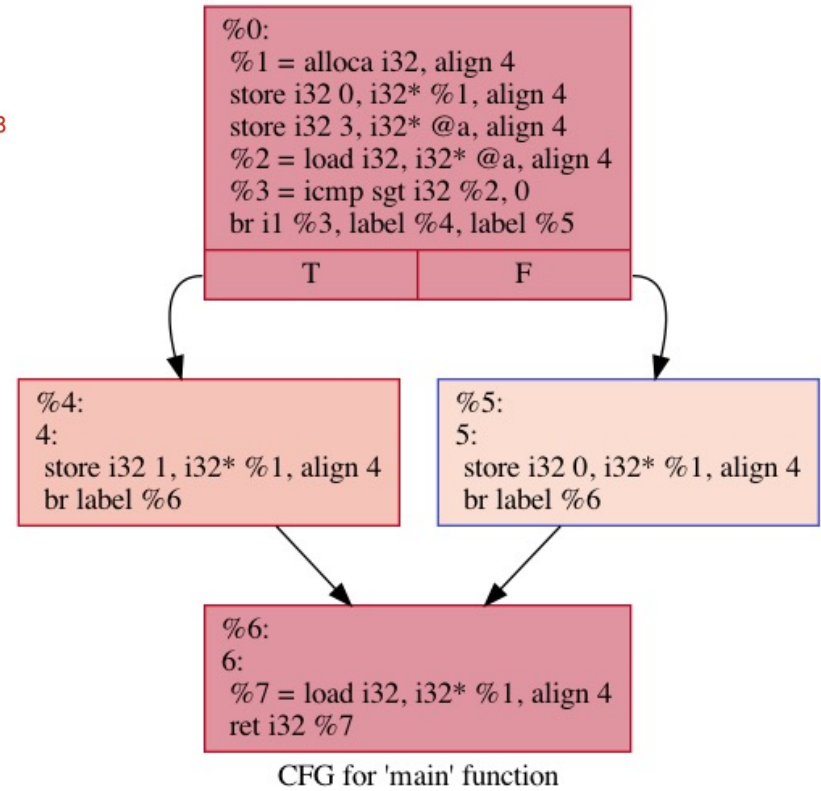 %0:
%1 = alloca i32, align 4
store i32 0, i32* %1, align 4
store i32 3, i32* @a, align 4
%2 = load i32, i32* @a, align 4
%3 = icmp sgt i32 %2, 0
br i1 %3, label %4, label %5
T
F
%4:
4:
store i32 1, i32* %1, align 4
br label %6
%5:
5:
store i32 0, i32* %1, align 4
br label %6
%6:
6:
%7 = load i32, i32* %1, align 4
ret i32 %7
CFG for 'main' function